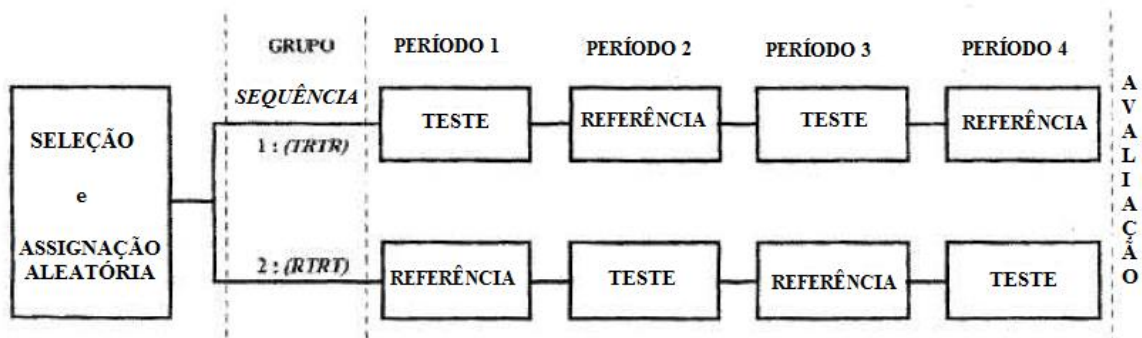 GRUPO
PERÍODO 1 PERÍODO 2 PERÍODO 3 PERÍODO 4
SEQUÊNCIA
TESTE REFERÊNCIA TESTE REFERÊNCIA
1 : (TRTR)
SELEÇÃO
e
ASSIGNAÇÃO
ALEATÓRIA
2 : (RTRT)
REFERÊNCIA TESTE REFERÊNCIA TESTE
AVALIAÇÃO